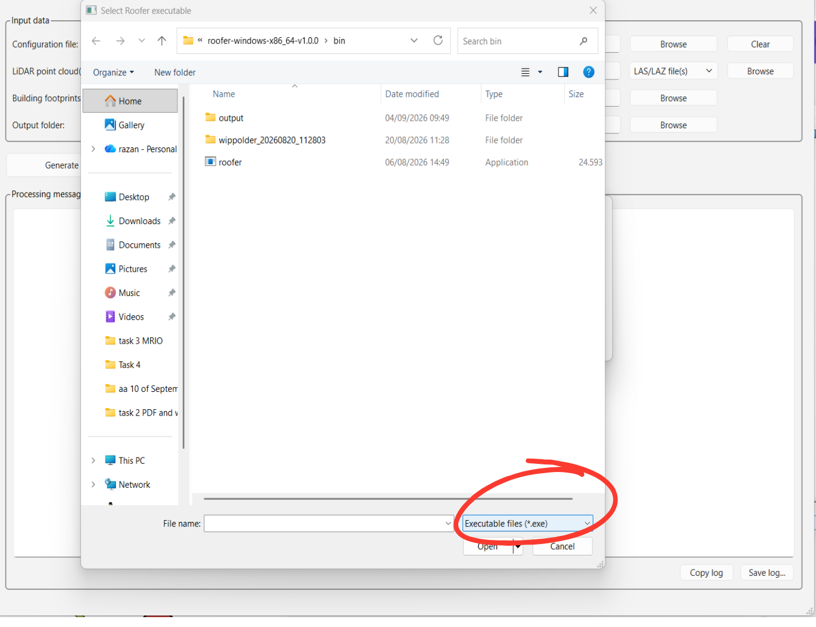 Select Roofer executable
Input data
Configuration file:
Browse
Clear
« roofer-windows-x86_64-v1.0.0 › bin
Search bin
LiDAR point cloud(
LAS/LAZ file(s)
Browse
Organize
New folder
Building footprints
Browse
Output folder:
Browse
Generate
Processing messag
Home
Gallery
razan - Personal
Desktop
Downloads
Documents
Pictures
Music
Videos
task 3 MRIO
Task 4
aa 10 of Septem
task 2 PDF and
This PC
Network
Name Date modified Type Size
output 04/09/2026 09:49 File folder
wippolder_20260820_112803 20/08/2026 11:28 File folder
roofer 06/08/2026 14:49 Application 24.593
File name:
Executable files (*.exe)
Open
Cancel
Copy log
Save log...